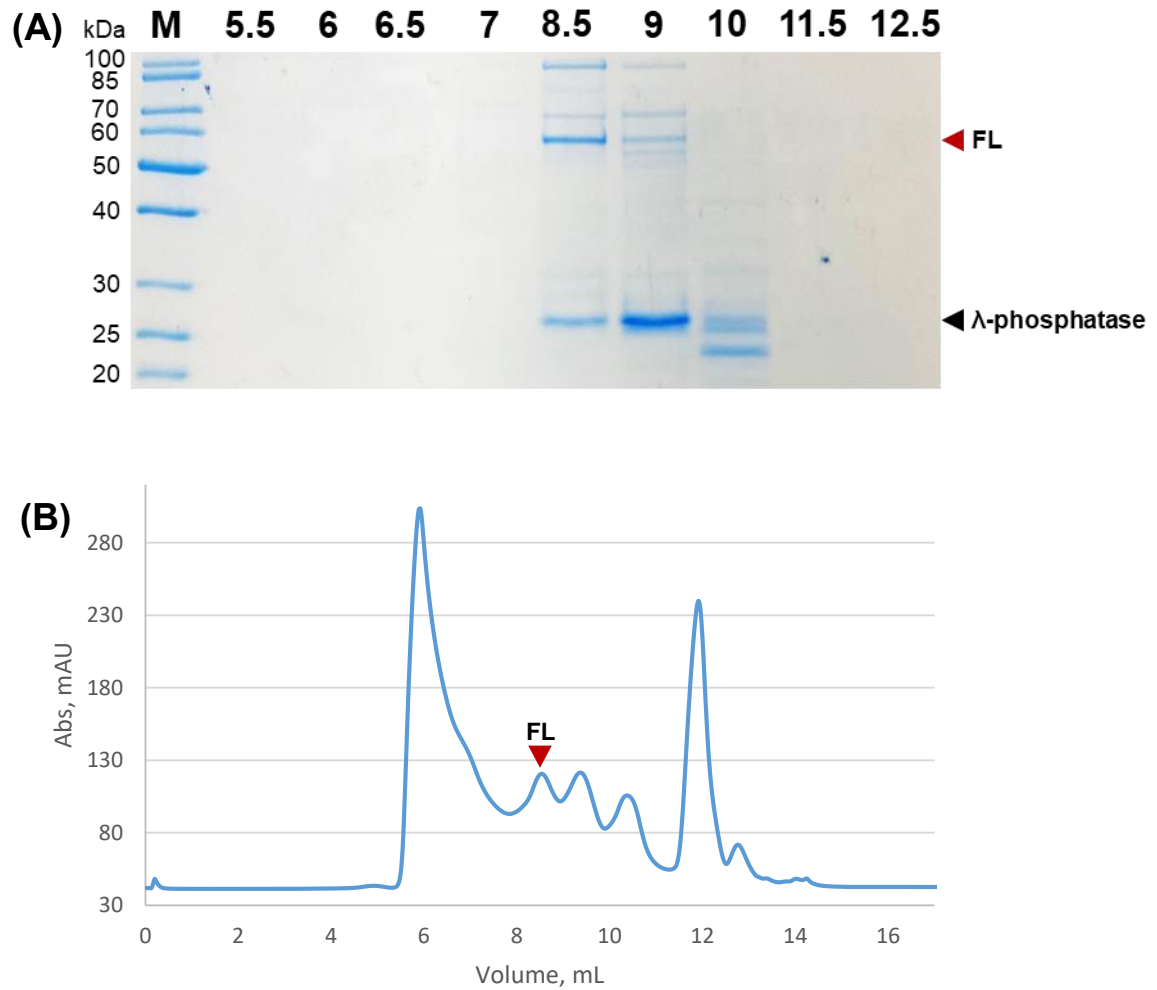 (A) kDa M 5.5 6 6.5 7 8.5 9 10 11.5 12.5
100
85
70
60
FL
50
40
30
λ-phosphatase
25
20
(B)
280
230
180
FL
130
80
30
Abs, mAU
0 2 4 6 8 10 12 14 16
Volume, mL